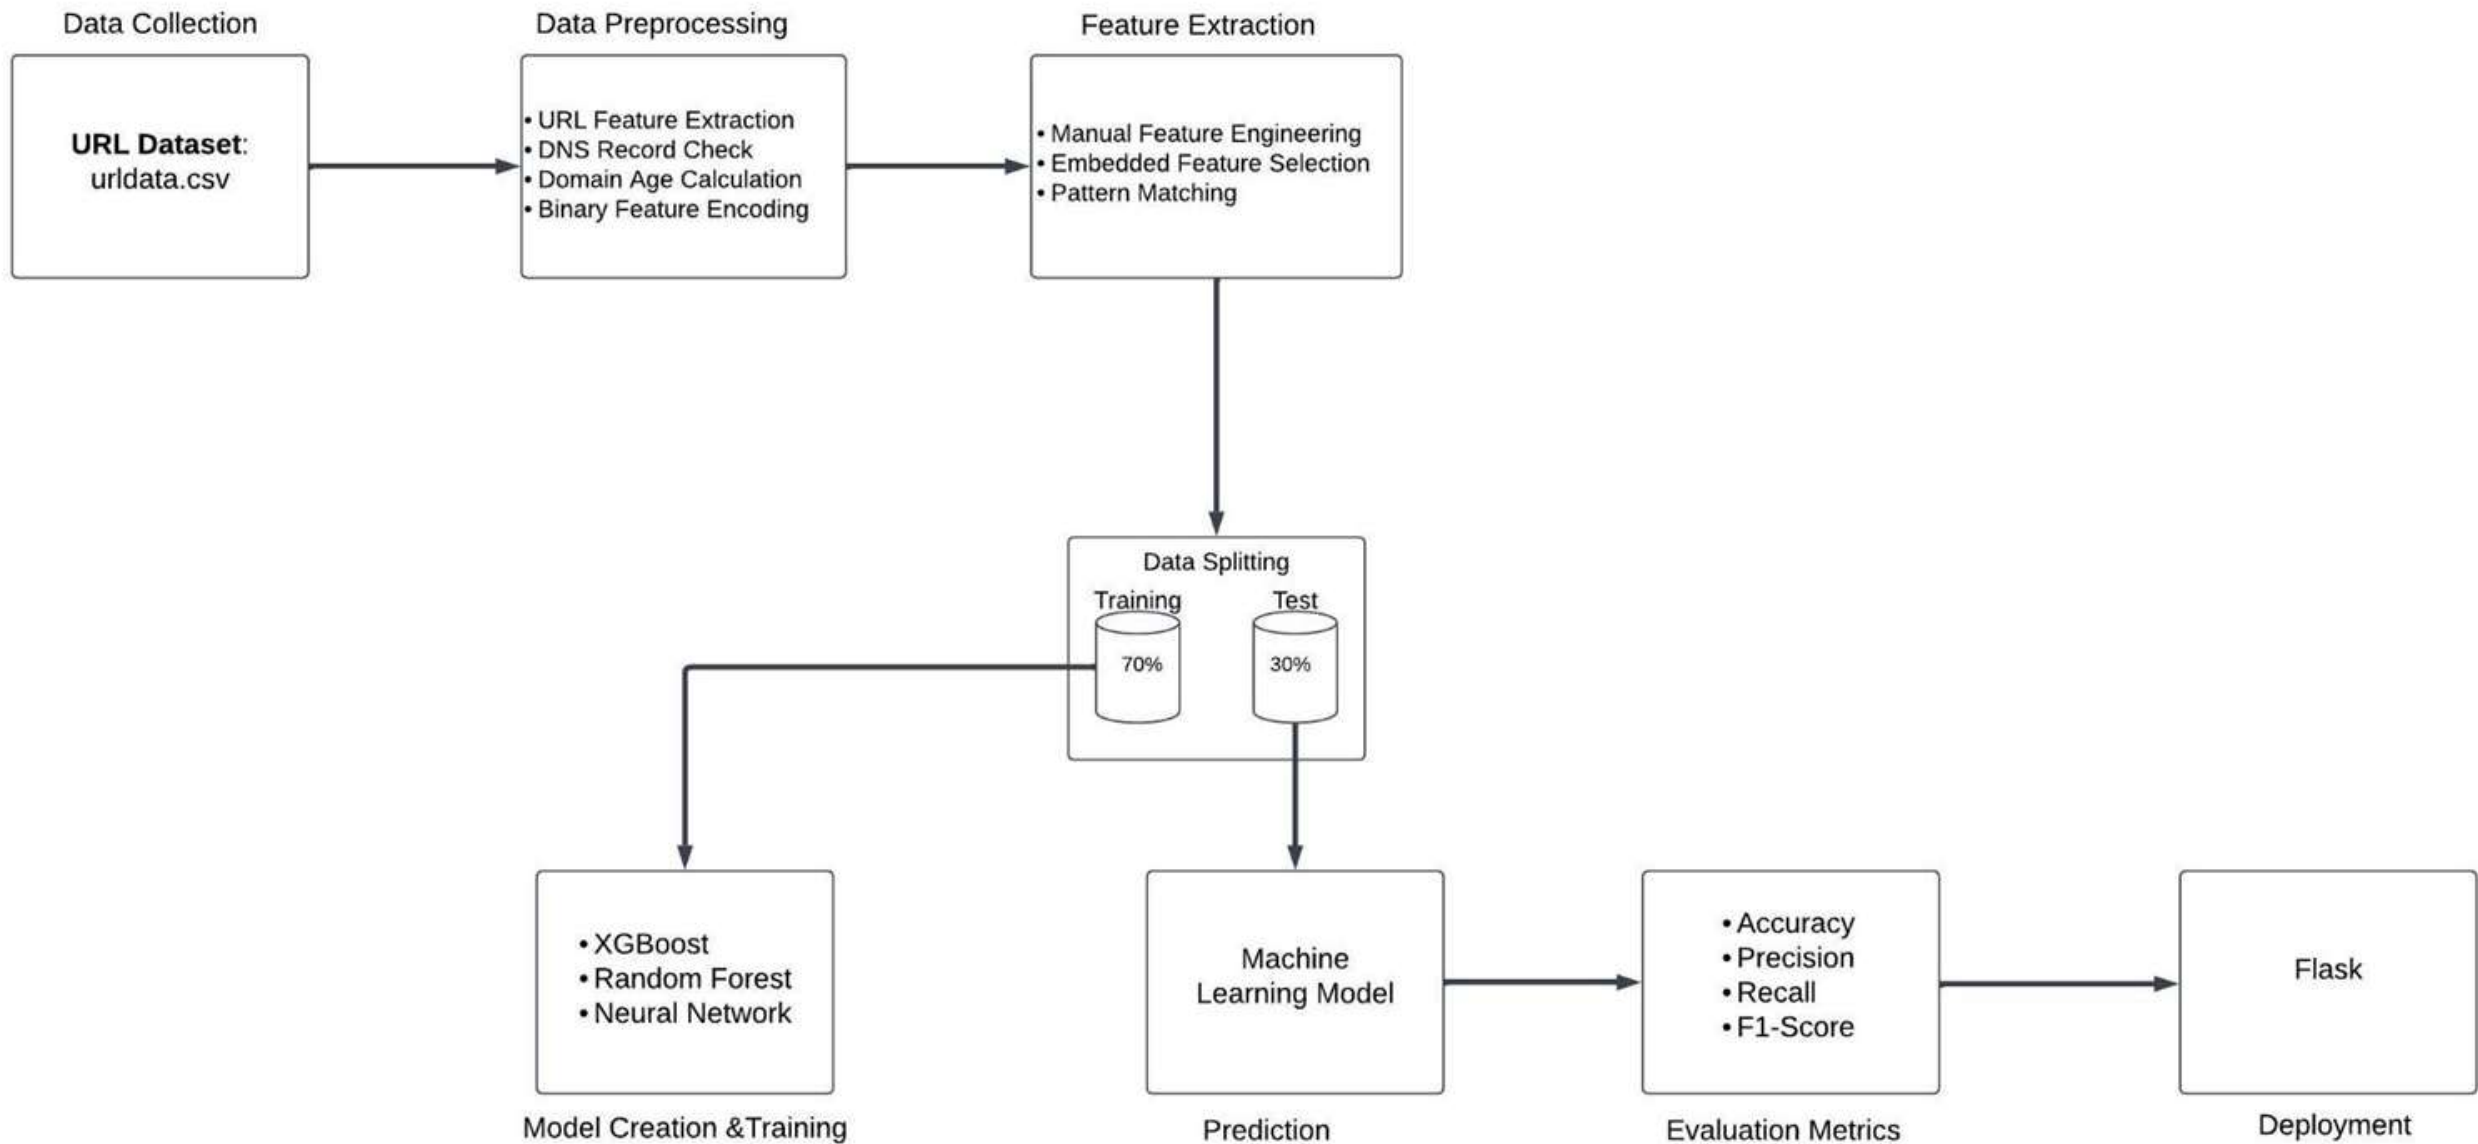 Data Collection
URL Dataset:
urldata.csv
Data Preprocessing
• URL Feature Extraction
• DNS Record Check
• Domain Age Calculation
• Binary Feature Encoding
Feature Extraction
• Manual Feature Engineering
• Embedded Feature Selection
• Pattern Matching
Data Splitting
Training
70%
Test
30%
• XGBoost
• Random Forest
• Neural Network
Model Creation &Training
Machine
Learning Model
Prediction
• Accuracy
• Precision
• Recall
• F1-Score
Evaluation Metrics
Flask
Deployment